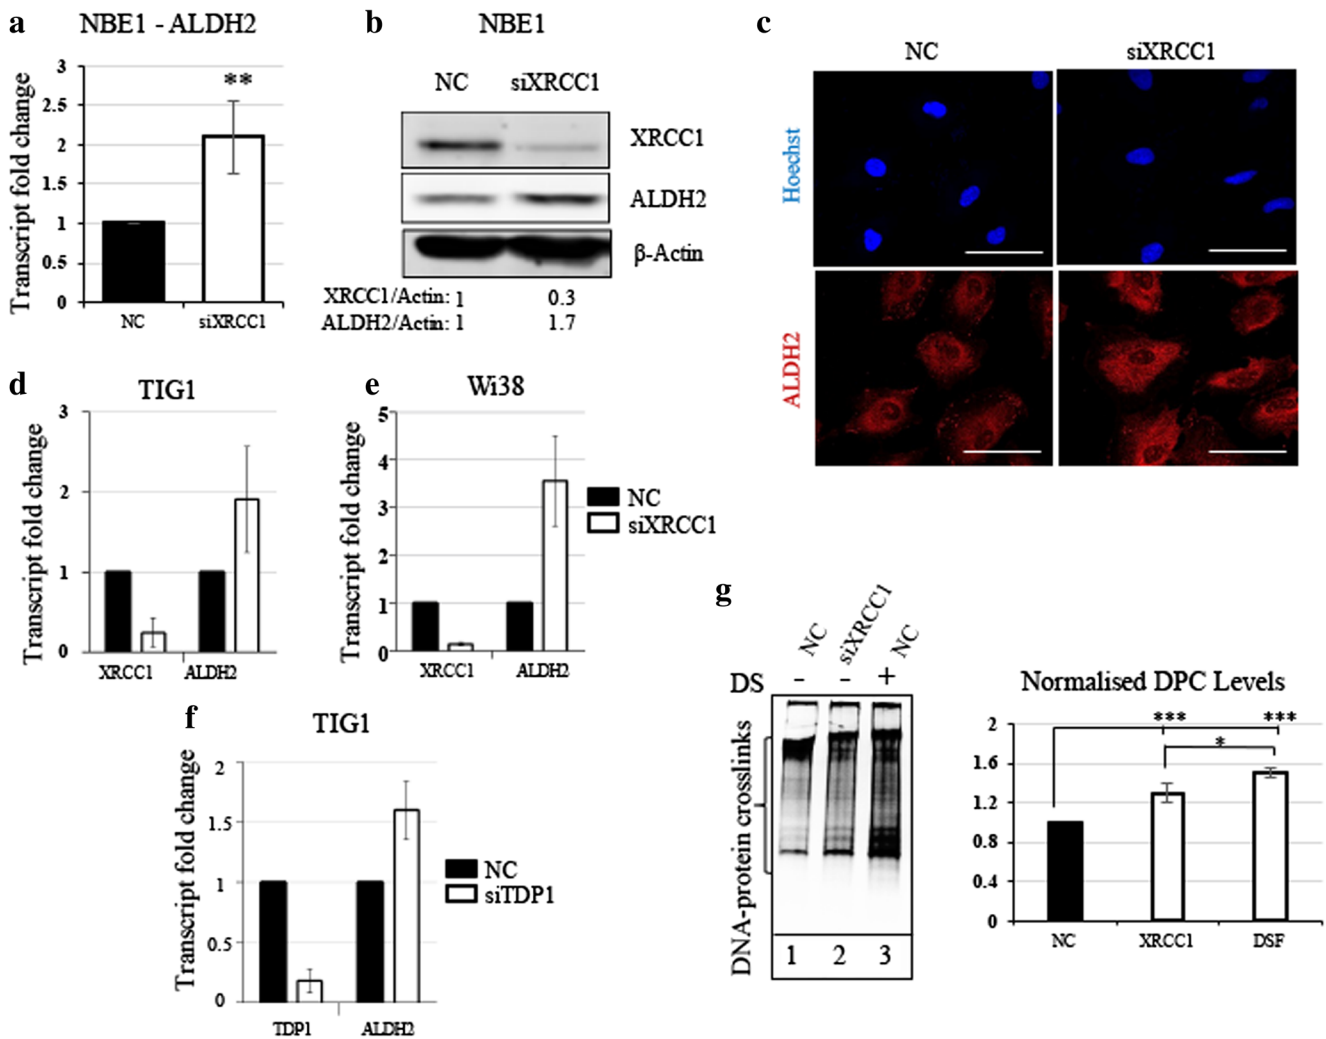 a
NBE1 - ALDH2
Transcript fold change
3
2.5
2
1.5
1
0.5
0
**
NC
siXRCC1
b
NBE1
NC siXRCC1
XRCC1
ALDH2
β-Actin
XRCC1/Actin: 1 0.3
ALDH2/Actin: 1 1.7
c
NC siXRCC1
Hoechst
ALDH2
d
TIG1
Transcript fold change
3
2
1
0
XRCC1 ALDH2
e
Wi38
Transcript fold change
5
4
3
2
1
0
XRCC1 ALDH2
NC
siXRCC1
f
TIG1
Transcript fold change
2
1.5
1
0.5
0
TDP1 ALDH2
NC
siTDP1
g
NC
siXRCC1
NC
DS - - +
DNA-protein crosslinks
1 2 3
Normalised DPC Levels
2
1.6
1.2
0.8
0.4
0
*** ***
*
NC XRCC1 DSF